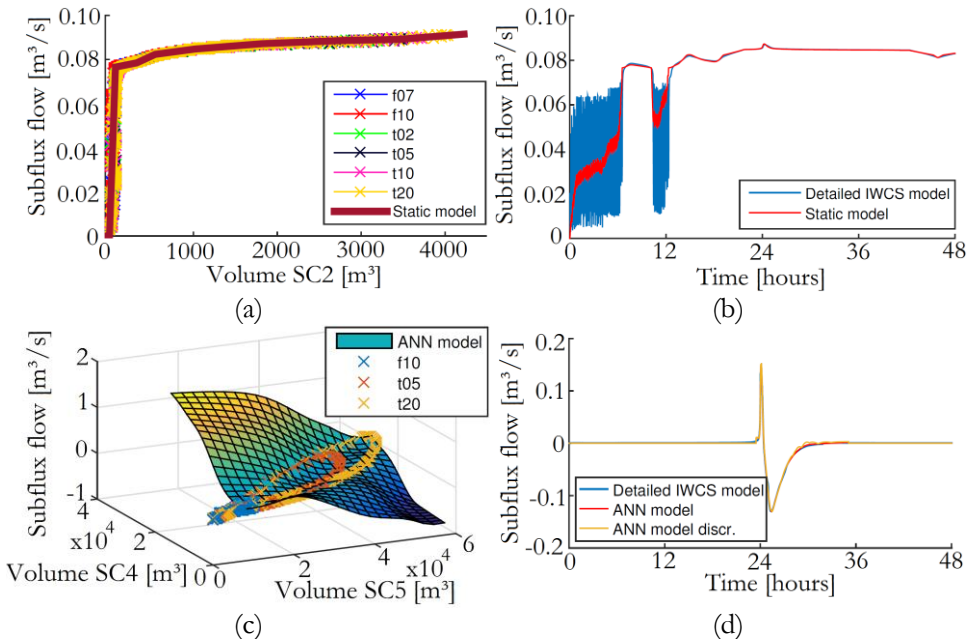 Subflux flow [m³/s]
0.10
0.08
0.06
0.04
0.02
0
0 1000 2000 3000 4000
Volume SC2 [m³]
f07
f10
t02
t05
t10
t20
Static model
(a)
Subflux flow [m³/s]
0.10
0.08
0.06
0.04
0.02
0
0 12 24 36 48
Time [hours]
Detailed IWCS model
Static model
(b)
Subflux flow [m³/s]
2
1
0
-1
4
x10⁴
2
0
Volume SC4 [m³]
0 2 4 6
x10⁴
Volume SC5 [m³]
ANN model
f10
t05
t20
(c)
Subflux flow [m³/s]
0.2
0.1
0
-0.1
-0.2
0 12 24 36 48
Time [hours]
Detailed IWCS model
ANN model
ANN model discr.
(d)